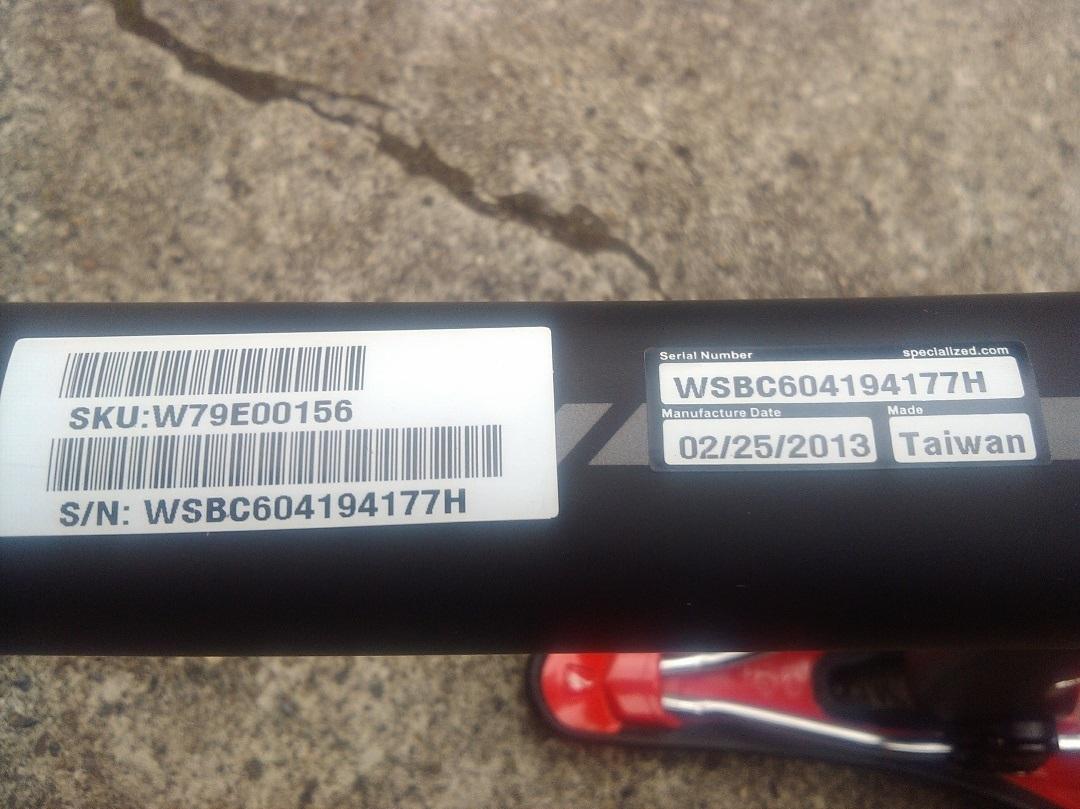 SKU:W79E00156
S/N: WSBC604194177H
Serial Number specialized.com
WSBC604194177H
Manufacture Date Made
02/25/2013 Taiwan